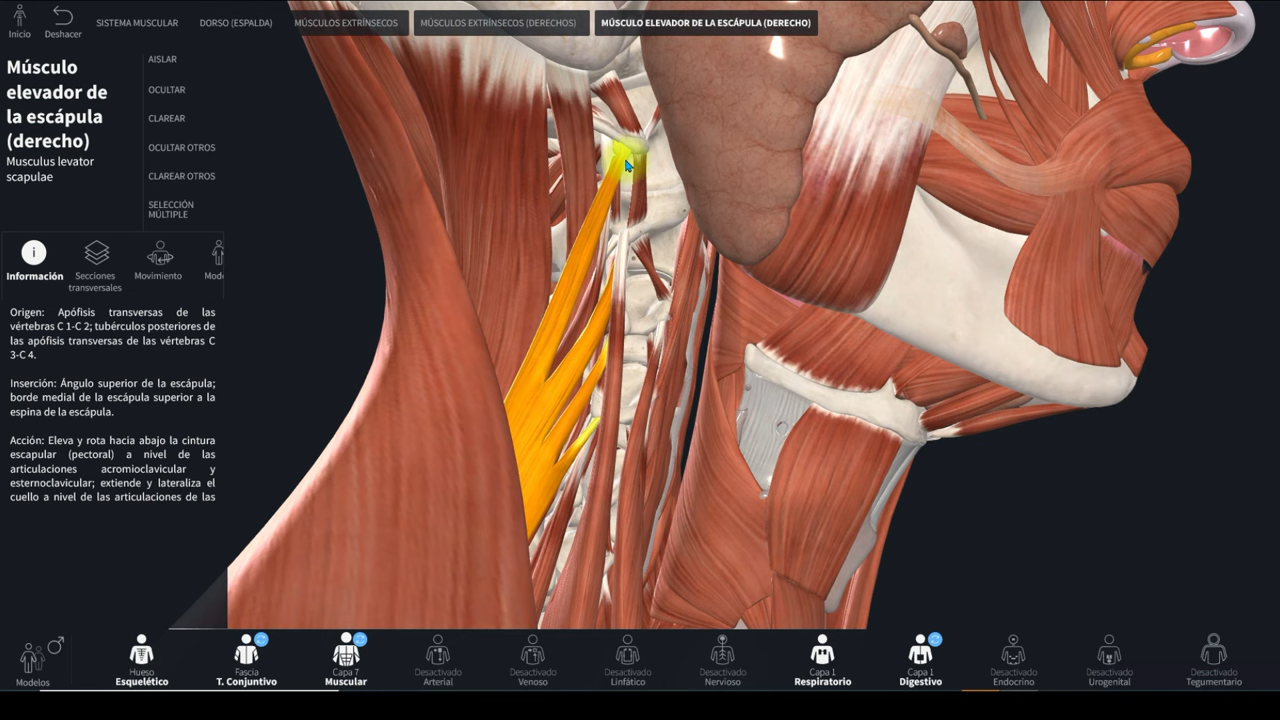 Inicio
Deshacer
SISTEMA MUSCULAR
DORSO (ESPALDA)
MÚSCULOS EXTRÍNSECOS
MÚSCULOS EXTRÍNSECOS (DERECHOS)
MÚSCULO ELEVADOR DE LA ESCÁPULA (DERECHO)
Músculo
elevador de
la escápula
(derecho)
Musculus levator
scapulae
AISLAR
OCULTAR
CLAREAR
OCULTAR OTROS
CLAREAR OTROS
SELECCIÓN
MÚLTIPLE
i
Información
Secciones
transversales
Movimiento
Mod
Origen: Apófisis transversas de las
vértebras C 1-C 2; tubérculos posteriores de
las apófisis transversas de las vértebras C
3-C 4.
Inserción: Ángulo superior de la escápula;
borde medial de la escápula superior a la
espina de la escápula.
Acción: Eleva y rota hacia abajo la cintura
escapular (pectoral) a nivel de las
articulaciones acromioclavicular y
esternoclavicular; extiende y lateraliza el
cuello a nivel de las articulaciones de las
Modelos
Hueso
Esquelético
Fascia
T. Conjuntivo
Capa 7
Muscular
Desactivado
Arterial
Desactivado
Venoso
Desactivado
Linfático
Desactivado
Nervioso
Capa 1
Respiratorio
Capa 1
Digestivo
Desactivado
Endocrino
Desactivado
Urogenital
Desactivado
Tegumentario